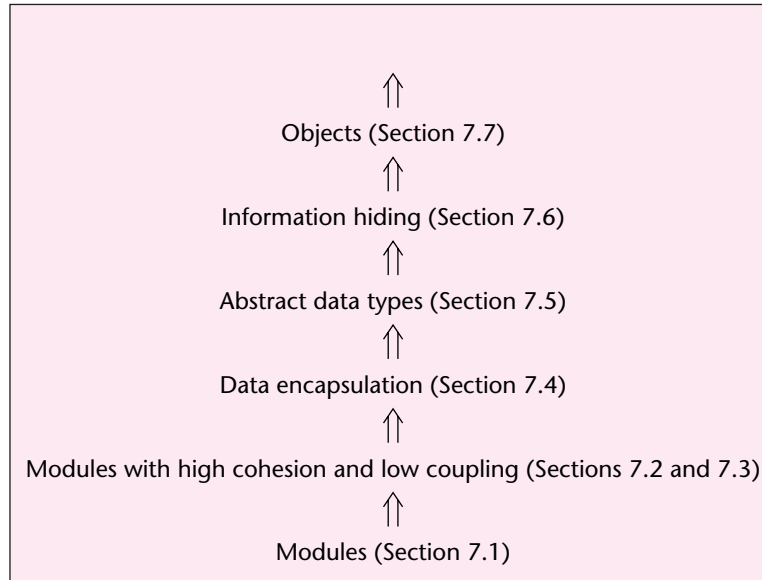 Objects (Section 7.7)
Information hiding (Section 7.6)
Abstract data types (Section 7.5)
Data encapsulation (Section 7.4)
Modules with high cohesion and low coupling (Sections 7.2 and 7.3)
Modules (Section 7.1)